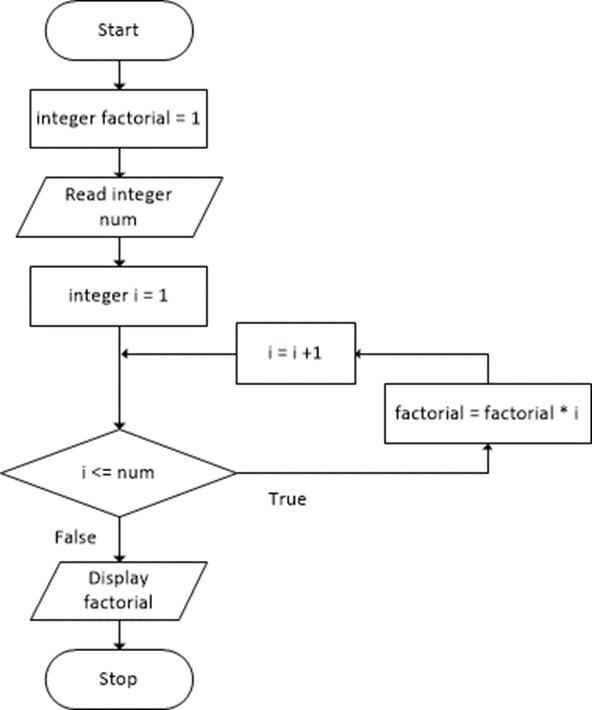 Start
integer factorial = 1
Read integer
num
integer i = 1
i = i +1
factorial = factorial * i
i <= num
True
False
Display
factorial
Stop